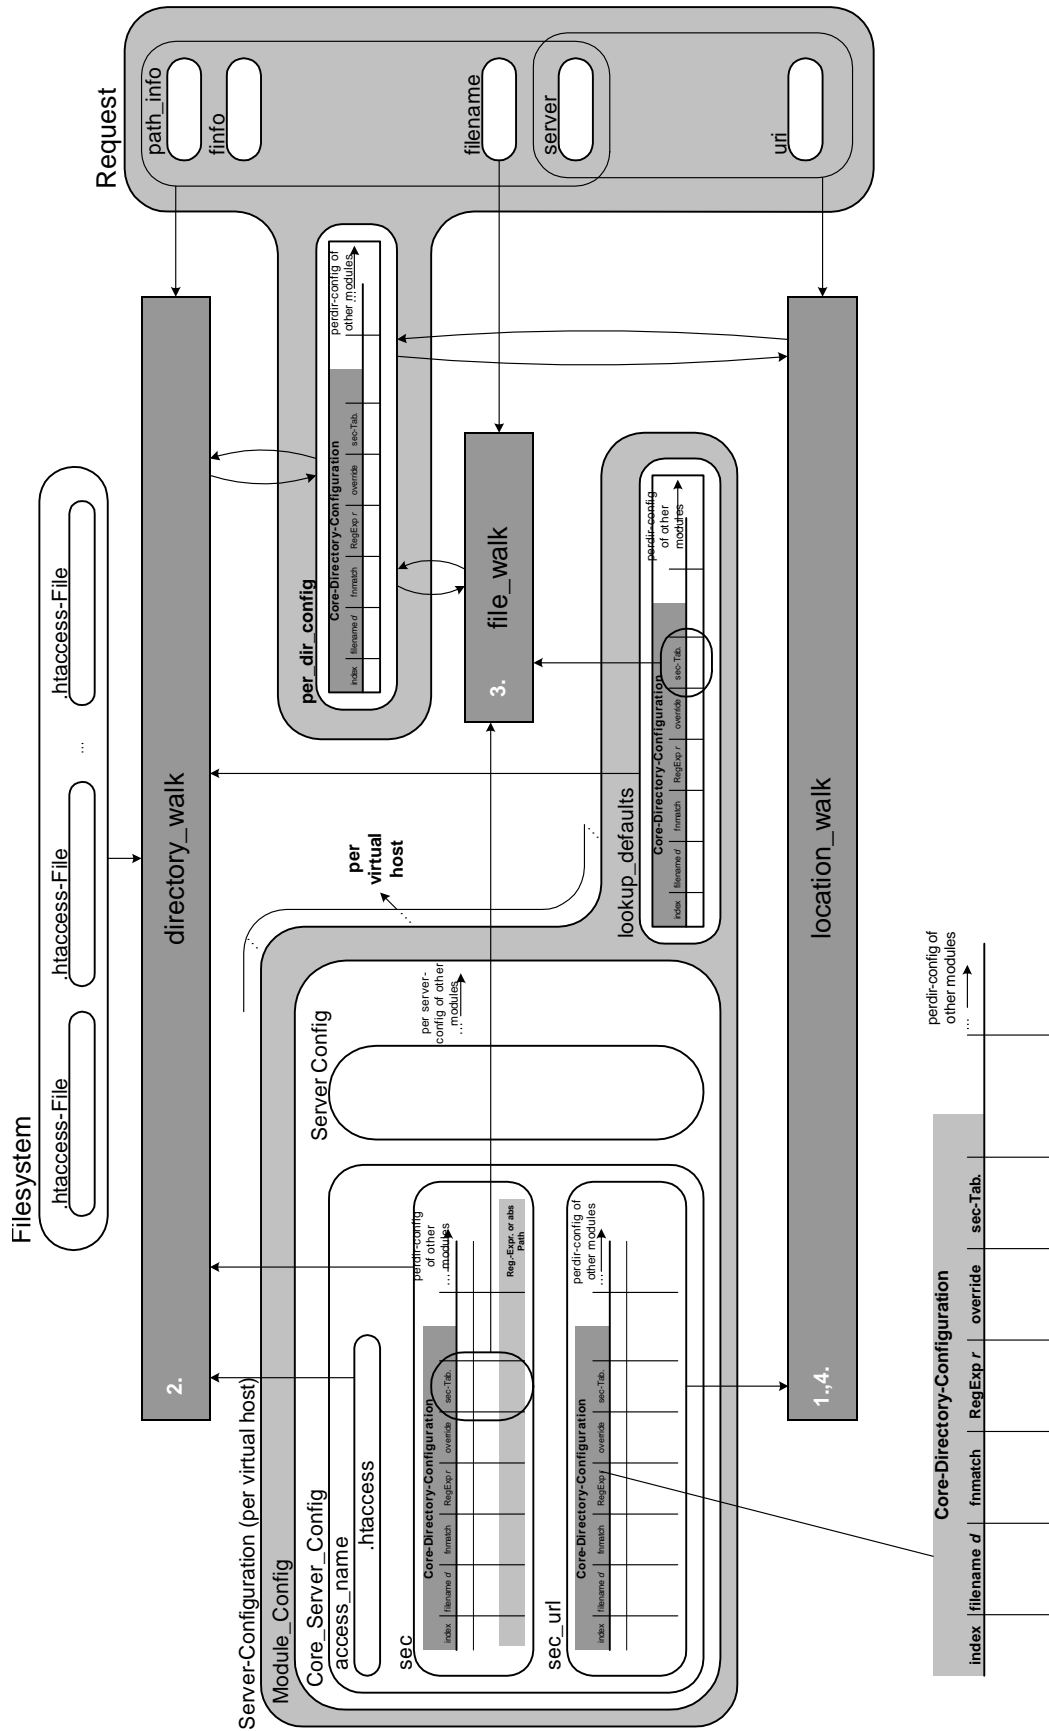 Filesystem
.htaccess-File
.htaccess-File
...
.htaccess-File
2.
directory_walk
Request
path_info
finfo
filename
server
uri
per_dir_config
Core-Directory-Configuration
index
filename d
fnmatch
RegExp r
override
sec-Tab.
perdir-config of
other modules
...
3.
file_walk
Server-Configuration (per virtual host)
Module_Config
Core_Server_Config
access_name
.htaccess
sec
Core-Directory-Configuration
index
filename d
fnmatch
RegExp r
override
sec-Tab.
perdir-config
of other
... modules
Reg.-Expr. or abs
Path
sec_url
Core-Directory-Configuration
index
filename d
fnmatch
RegExp r
override
sec-Tab.
perdir-config of
other modules
...
Server Config
per server-
config of other
modules
...
per
virtual
host
lookup_defaults
Core-Directory-Configuration
index
filename d
fnmatch
RegExp r
override
sec-Tab.
perdir-config
of other
modules
...
1.,4.
location_walk
Core-Directory-Configuration
index
filename d
fnmatch
RegExp r
override
sec-Tab.
perdir-config of
other modules
...